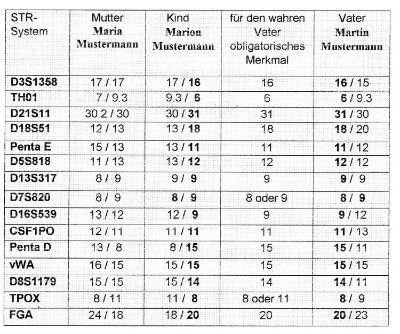 STR-System Mutter Maria Mustermann Kind Marion Mustermann für den wahren Vater obligatorisches Merkmal Vater Martin Mustermann
D3S1358 17 / 17 17 / 16 16 16 / 15
TH01 7 / 9.3 9,3 / 6 6 6 / 9.3
D21S11 30.2 / 30 30 / 31 31 31 / 30
D18S51 12 / 13 13 / 18 18 18 / 20
Penta E 15 / 13 13 / 11 11 11 / 12
D5S818 11 / 13 13 / 12 12 12 / 12
D13S317 8 / 9 9 / 9 9 9 / 9
D7S820 8 / 9 8 / 9 8 oder 9 8 / 9
D16S539 13 / 12 12 / 9 9 9 / 12
CSF1PO 12 / 11 11 / 11 11 11 / 13
Penta D 13 / 8 8 / 15 15 15 / 11
vWA 16 / 15 15 / 15 15 15 / 15
D8S1179 15 / 15 15 / 14 14 14 / 11
TPOX 8 / 11 11 / 8 8 oder 11 8 / 9
FGA 24 / 18 18 / 20 20 20 / 23